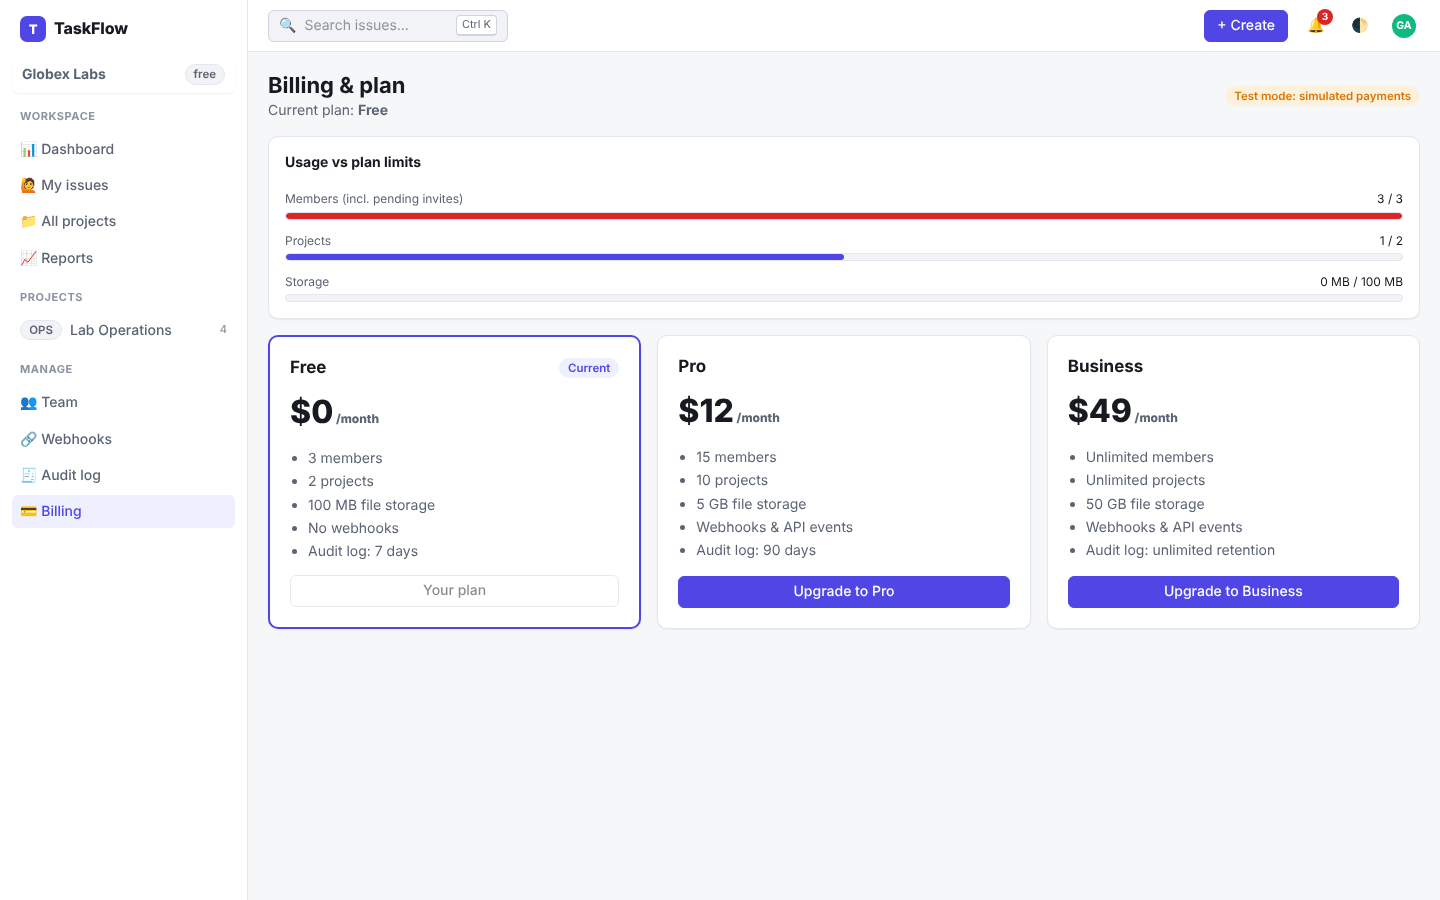 T TaskFlow
Globex Labs free
WORKSPACE
Dashboard
My issues
All projects
Reports
PROJECTS
OPS Lab Operations 4
MANAGE
Team
Webhooks
Audit log
Billing
Search issues... Ctrl K
+ Create
3
GA
Billing & plan
Current plan: Free
Test mode: simulated payments
Usage vs plan limits
Members (incl. pending invites) 3 / 3
Projects 1 / 2
Storage 0 MB / 100 MB
Free Current
$0 /month
3 members
2 projects
100 MB file storage
No webhooks
Audit log: 7 days
Your plan
Pro
$12 /month
15 members
10 projects
5 GB file storage
Webhooks & API events
Audit log: 90 days
Upgrade to Pro
Business
$49 /month
Unlimited members
Unlimited projects
50 GB file storage
Webhooks & API events
Audit log: unlimited retention
Upgrade to Business